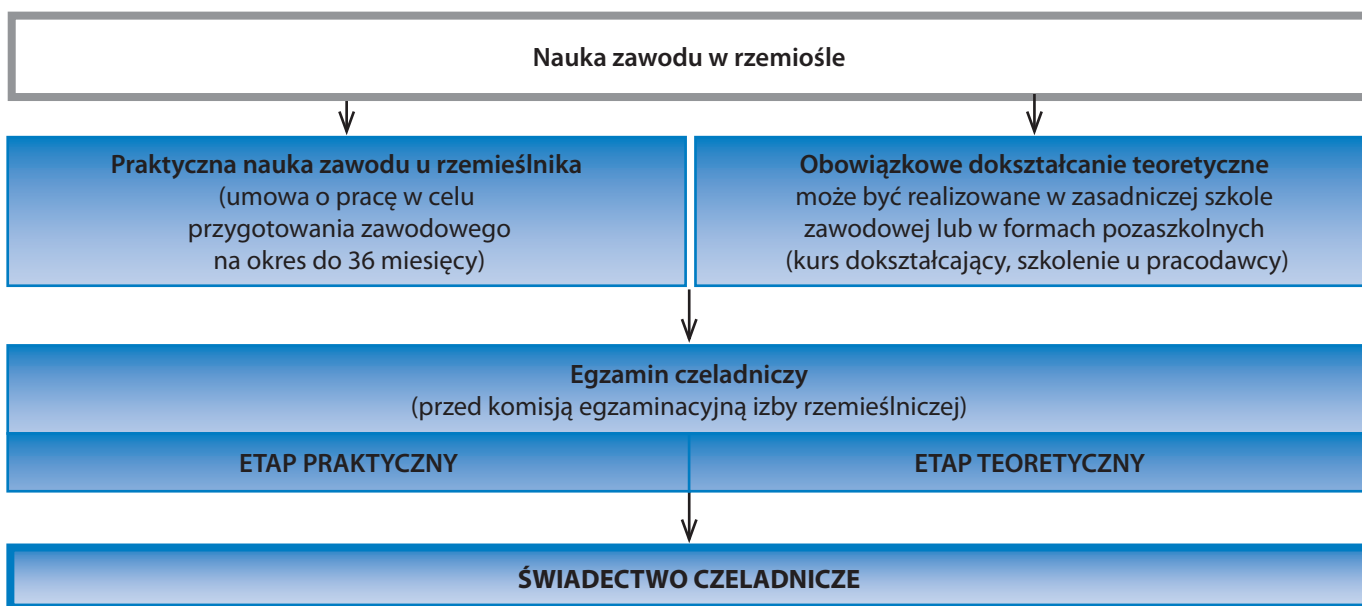 Nauka zawodu w rzemiośle
Praktyczna nauka zawodu u rzemieślnika
(umowa o pracę w celu
przygotowania zawodowego
na okres do 36 miesięcy)
Obowiązkowe dokształcanie teoretyczne
może być realizowane w zasadniczej szkole
zawodowej lub w formach pozaszkolnych
(kurs dokształcający, szkolenie u pracodawcy)
Egzamin czeladniczy
(przed komisją egzaminacyjną izby rzemieślniczej)
ETAP PRAKTYCZNY
ETAP TEORETYCZNY
ŚWIADECTWO CZELADNICZE